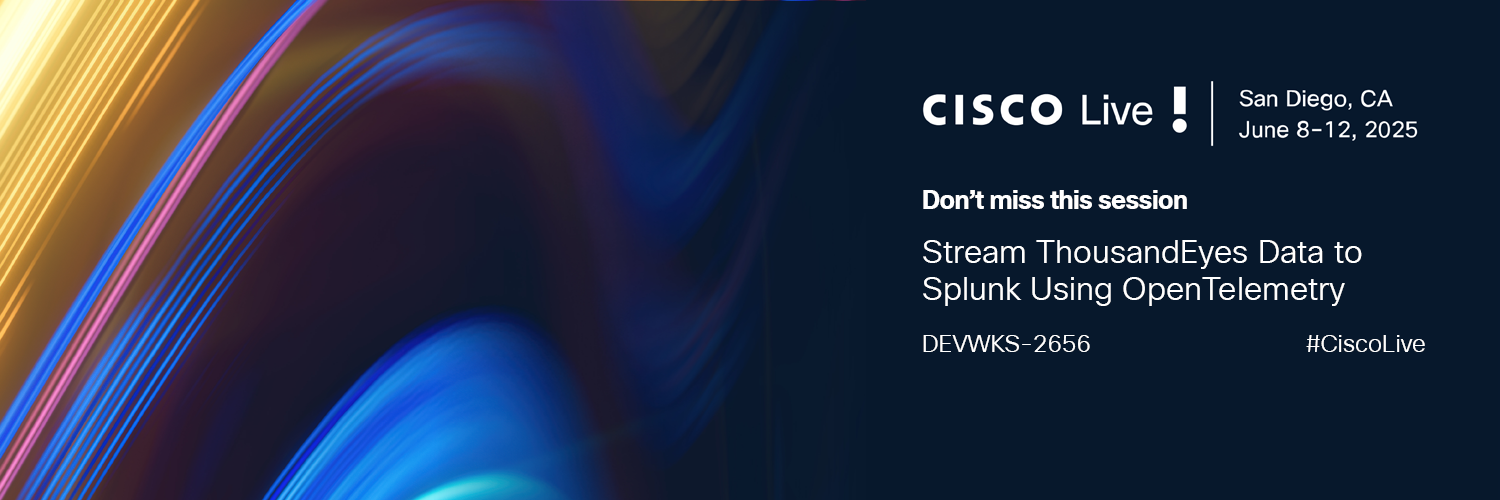 CISCO Live!
San Diego, CA
June 8-12, 2025
Don't miss this session
Stream ThousandEyes Data to
Splunk Using OpenTelemetry
DEVWKS-2656
#CiscoLive